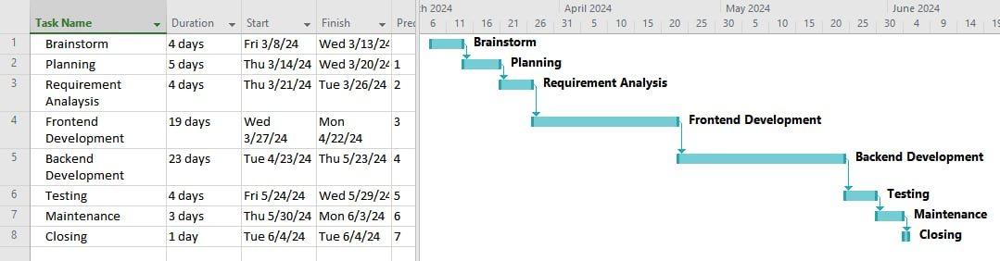 Task Name Duration Start Finish Pred
1 Brainstorm 4 days Fri 3/8/24 Wed 3/13/24
2 Planning 5 days Thu 3/14/24 Wed 3/20/24 1
3 Requirement 4 days Thu 3/21/24 Tue 3/26/24 2
Analaysis
4 Frontend 19 days Wed Mon 3
Development 3/27/24 4/22/24
5 Backend 23 days Tue 4/23/24 Thu 5/23/24 4
Development
6 Testing 4 days Fri 5/24/24 Wed 5/29/24 5
7 Maintenance 3 days Thu 5/30/24 Mon 6/3/24 6
8 Closing 1 day Tue 6/4/24 Tue 6/4/24 7
ch 2024 April 2024 May 2024 June 2024
6 11 16 21 26 31 5 10 15 20 25 30 5 10 15 20 25 30 4 9 14 19
Brainstorm
Planning
Requirement Analysis
Frontend Development
Backend Development
Testing
Maintenance
Closing